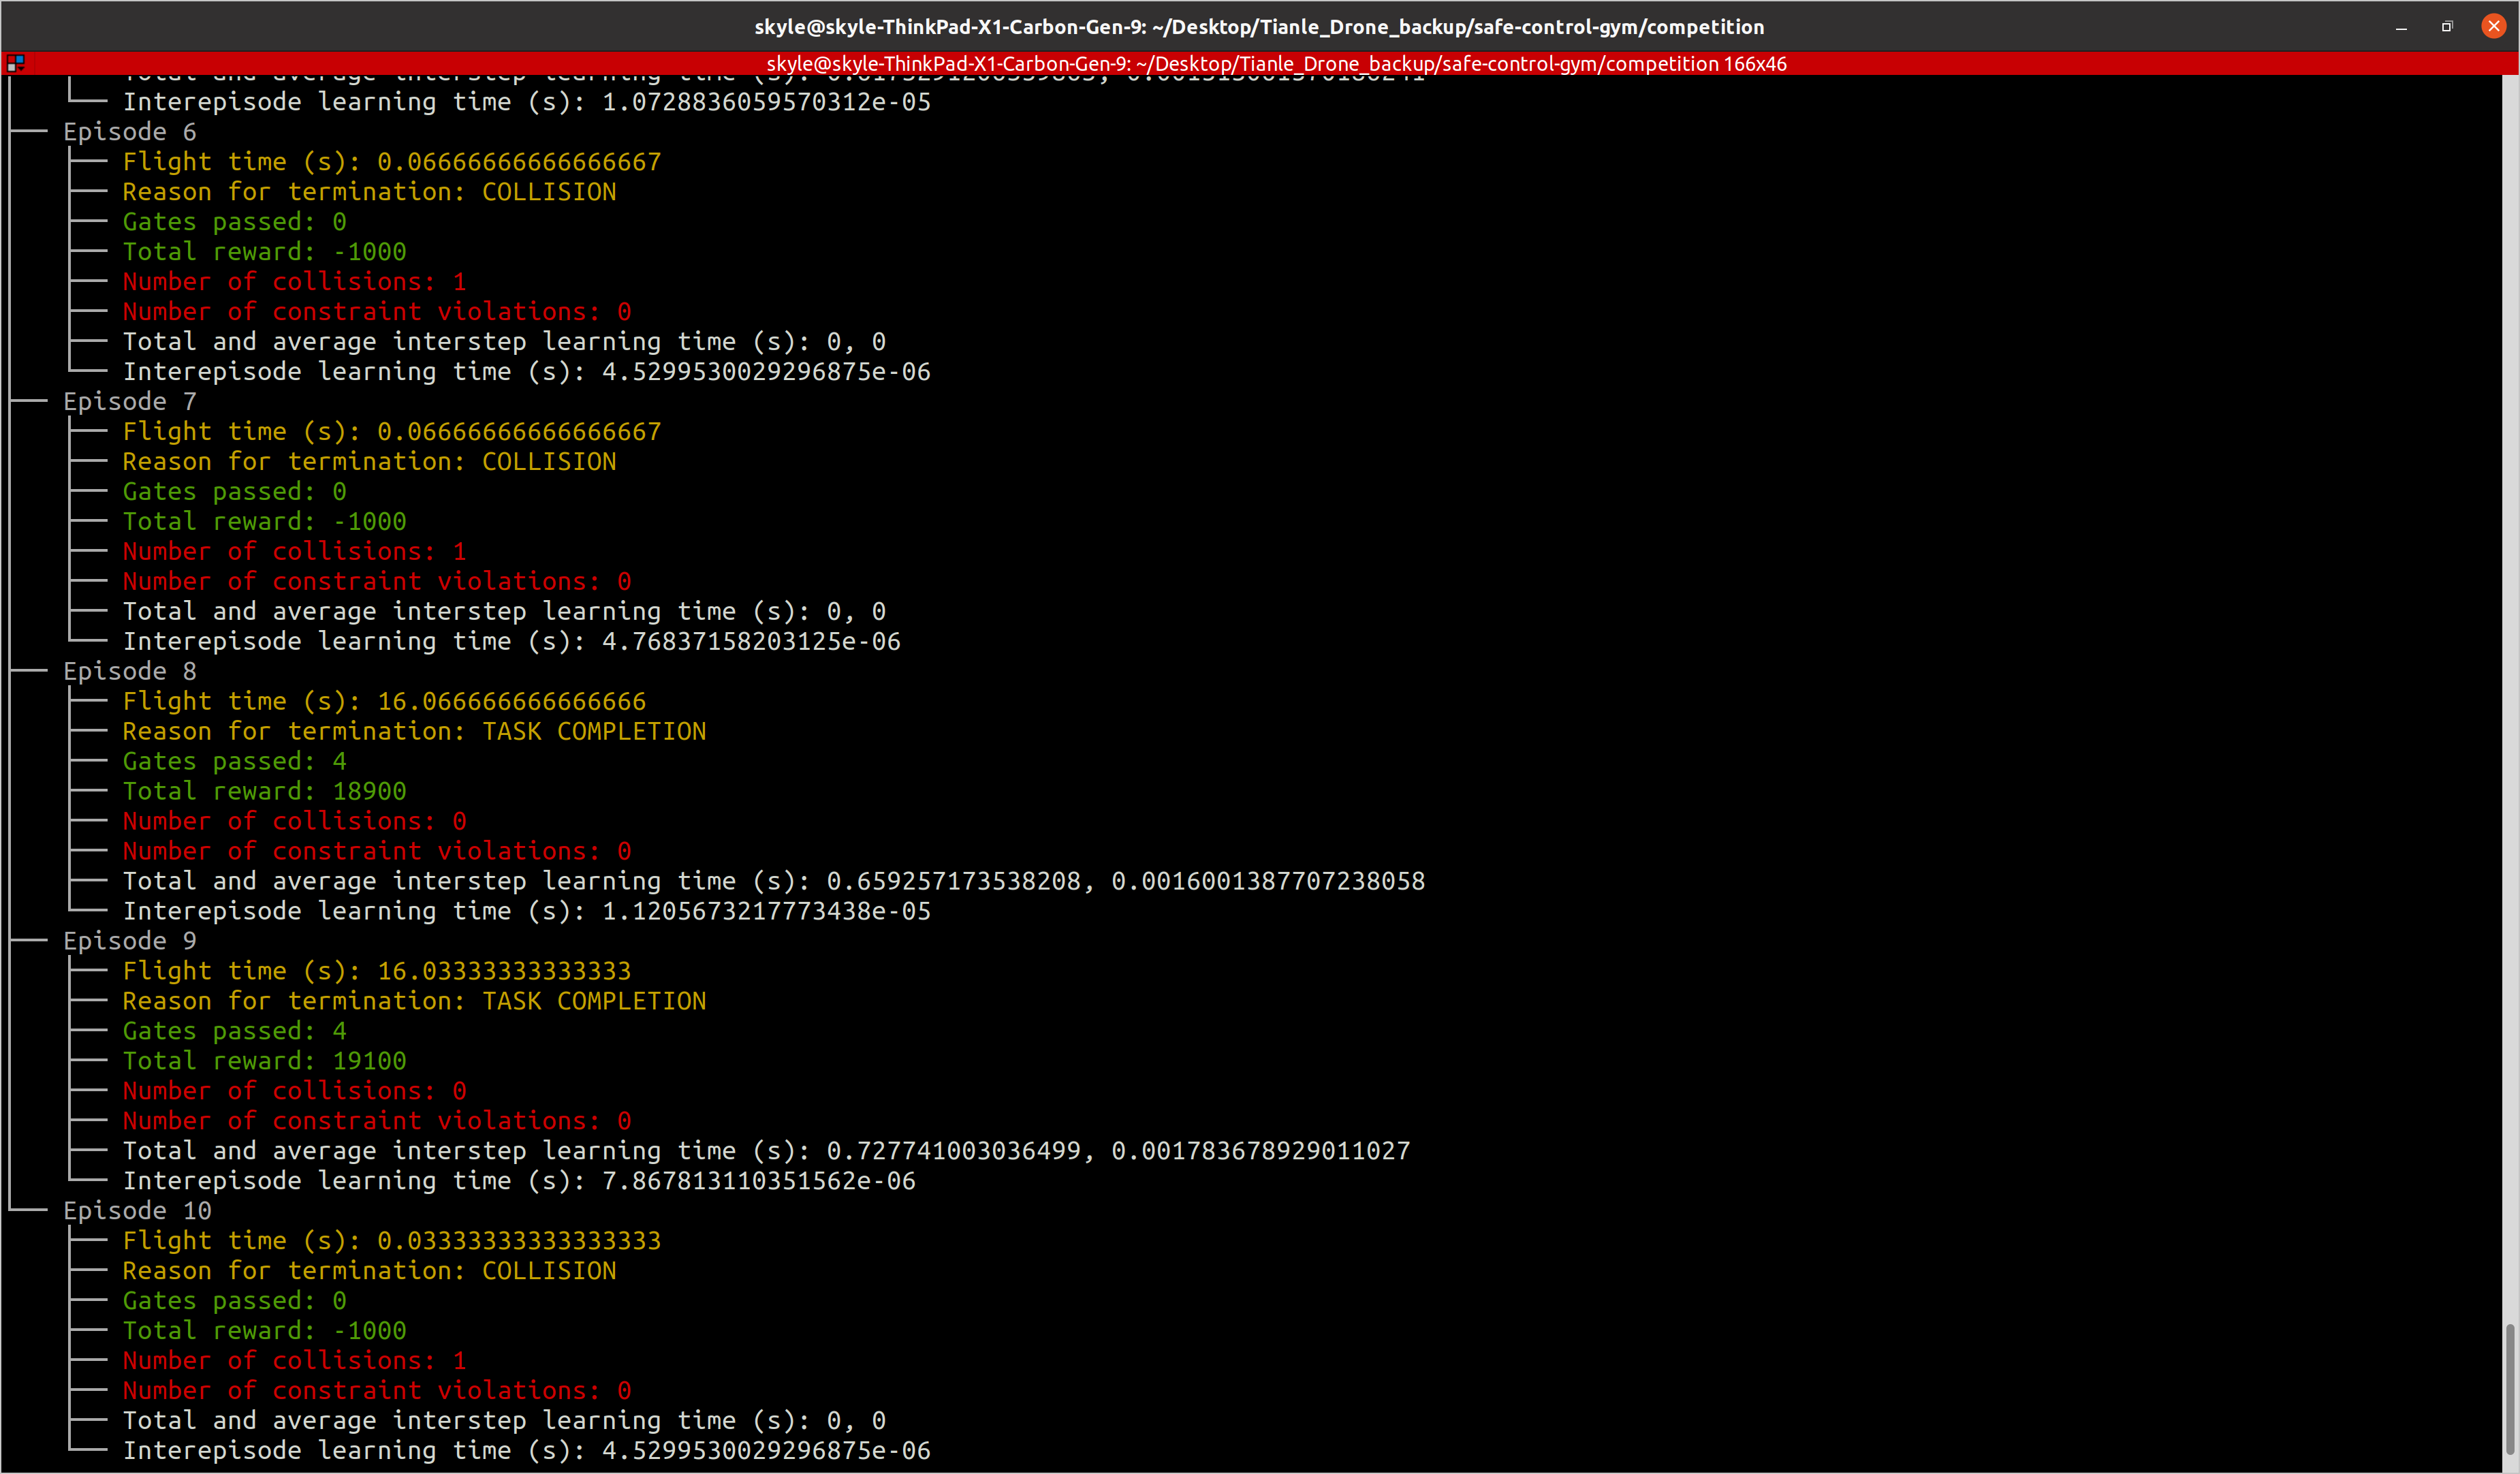 skyle@skyle-ThinkPad-X1-Carbon-Gen-9: ~/Desktop/Tianle_Drone_backup/safe-control-gym/competition
skyle@skyle-ThinkPad-X1-Carbon-Gen-9: ~/Desktop/Tianle_Drone_backup/safe-control-gym/competition 166x46
Total and average interstep learning time (s):
Interepisode learning time (s): 1.0728836059570312e-05
Episode 6
Flight time (s): 0.06666666666666667
Reason for termination: COLLISION
Gates passed: 0
Total reward: -1000
Number of collisions: 1
Number of constraint violations: 0
Total and average interstep learning time (s): 0, 0
Interepisode learning time (s): 4.5299530029296875e-06
Episode 7
Flight time (s): 0.06666666666666667
Reason for termination: COLLISION
Gates passed: 0
Total reward: -1000
Number of collisions: 1
Number of constraint violations: 0
Total and average interstep learning time (s): 0, 0
Interepisode learning time (s): 4.76837158203125e-06
Episode 8
Flight time (s): 16.066666666666666
Reason for termination: TASK COMPLETION
Gates passed: 4
Total reward: 18900
Number of collisions: 0
Number of constraint violations: 0
Total and average interstep learning time (s): 0.659257173538208, 0.0016001387707238058
Interepisode learning time (s): 1.1205673217773438e-05
Episode 9
Flight time (s): 16.03333333333333
Reason for termination: TASK COMPLETION
Gates passed: 4
Total reward: 19100
Number of collisions: 0
Number of constraint violations: 0
Total and average interstep learning time (s): 0.727741003036499, 0.001783678929011027
Interepisode learning time (s): 7.867813110351562e-06
Episode 10
Flight time (s): 0.03333333333333333
Reason for termination: COLLISION
Gates passed: 0
Total reward: -1000
Number of collisions: 1
Number of constraint violations: 0
Total and average interstep learning time (s): 0, 0
Interepisode learning time (s): 4.5299530029296875e-06